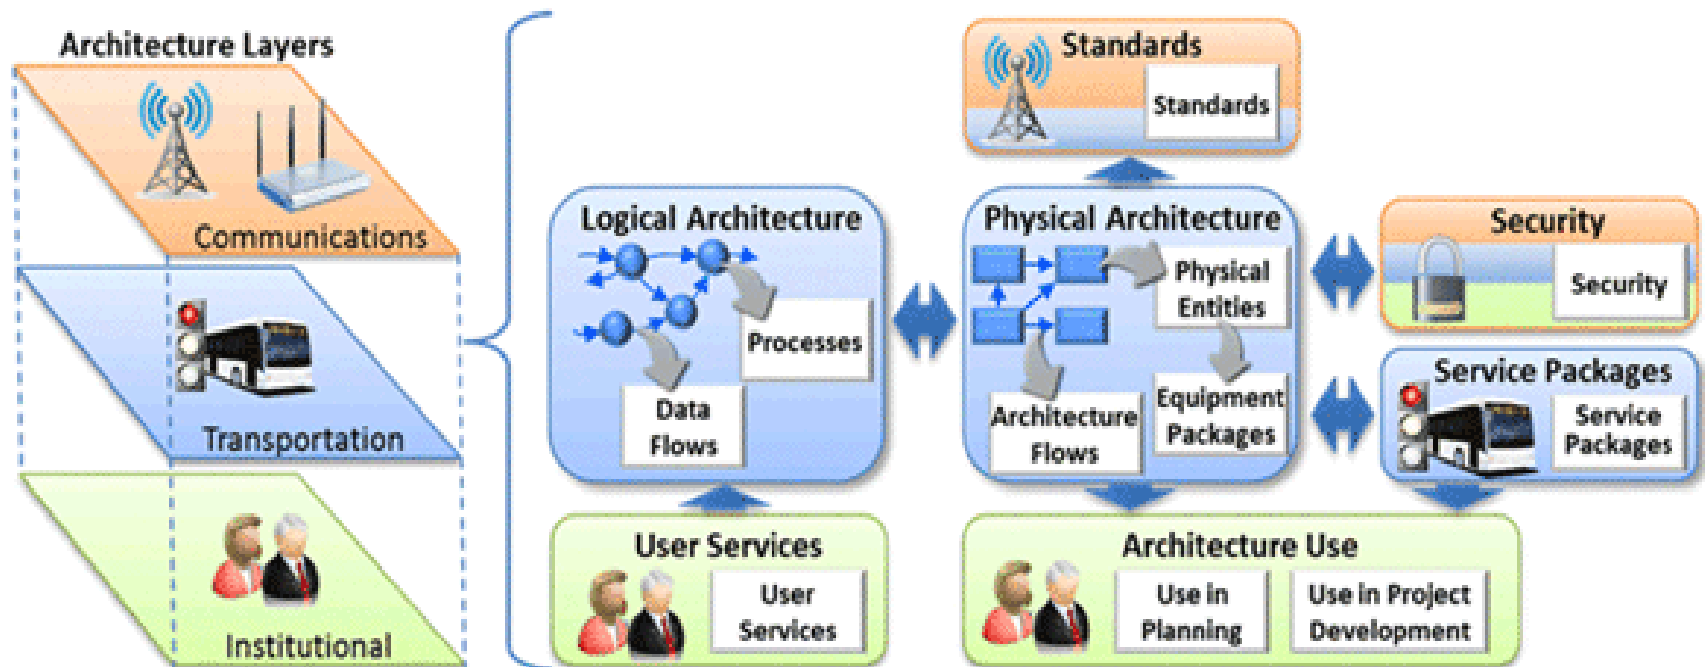 Architecture Layers
Communications
Transportation
Institutional
Logical Architecture
Processes
Data
Flows
User Services
User
Services
Standards
Standards
Physical Architecture
Physical
Entities
Equipment
Packages
Architecture
Flows
Security
Security
Service Packages
Service
Packages
Architecture Use
Use in
Planning
Use in Project
Development